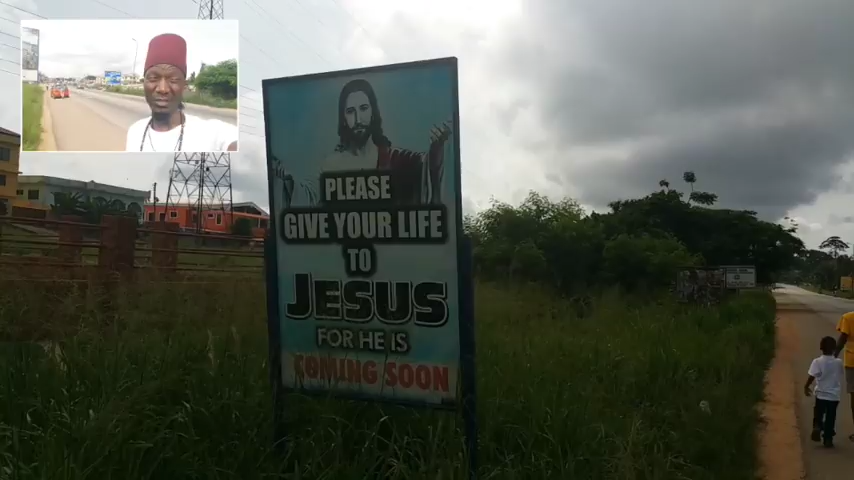 PLEASE
GIVE YOUR LIFE
TO
JESUS
FOR HE IS
COMING SOON